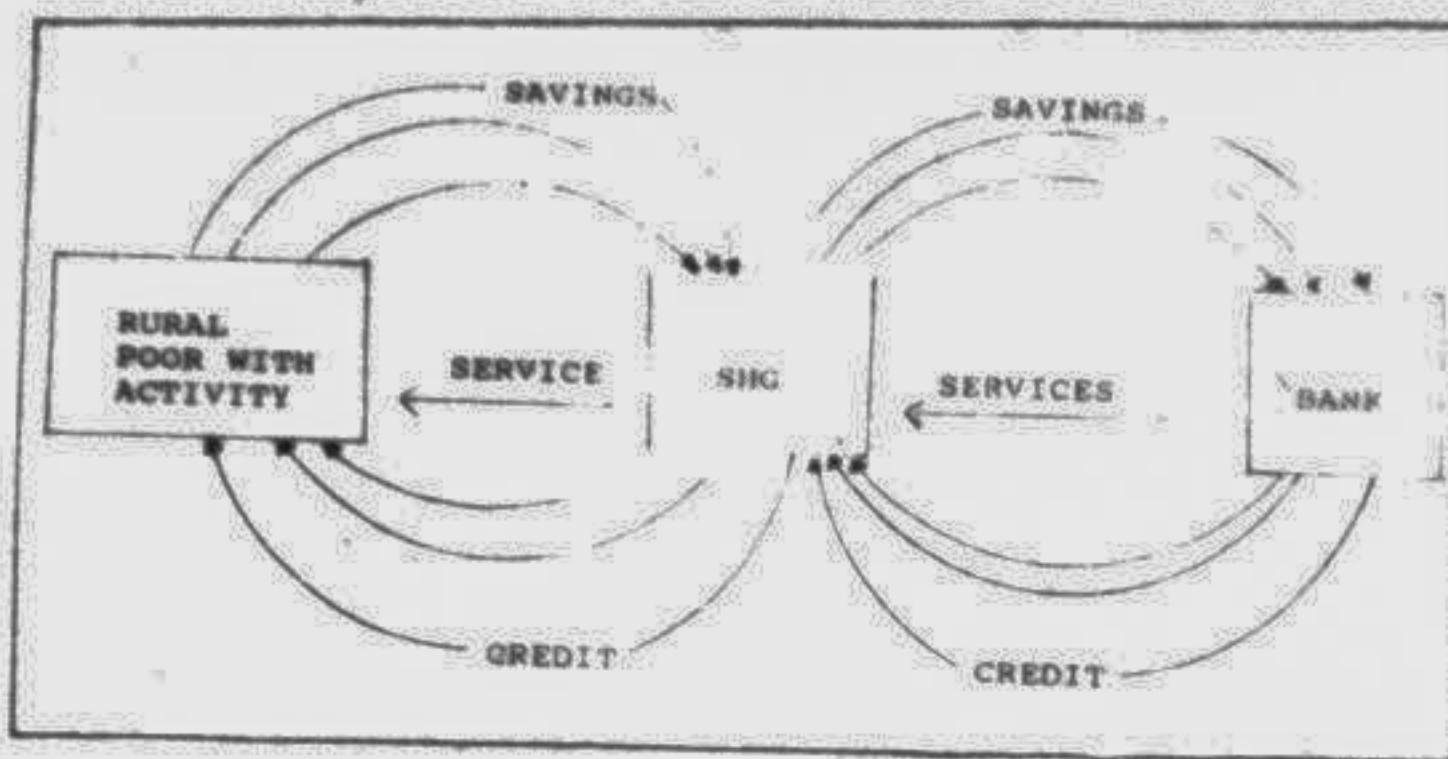 SAVINGS
SAVINGS
RURAL
POOR WITH
ACTIVITY
SERVICE
SHG
SERVICES
BANK
CREDIT
CREDIT